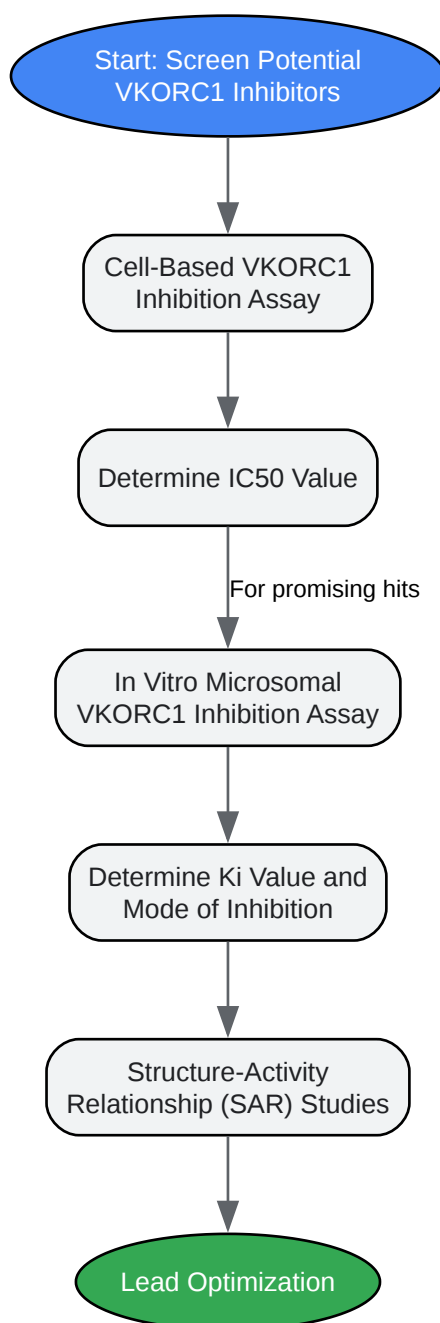 Start: Screen Potential
VKORC1 Inhibitors
Cell-Based VKORC1
Inhibition Assay
Determine IC50 Value
For promising hits
In Vitro Microsomal
VKORC1 Inhibition Assay
Determine Ki Value and
Mode of Inhibition
Structure-Activity
Relationship (SAR) Studies
Lead Optimization